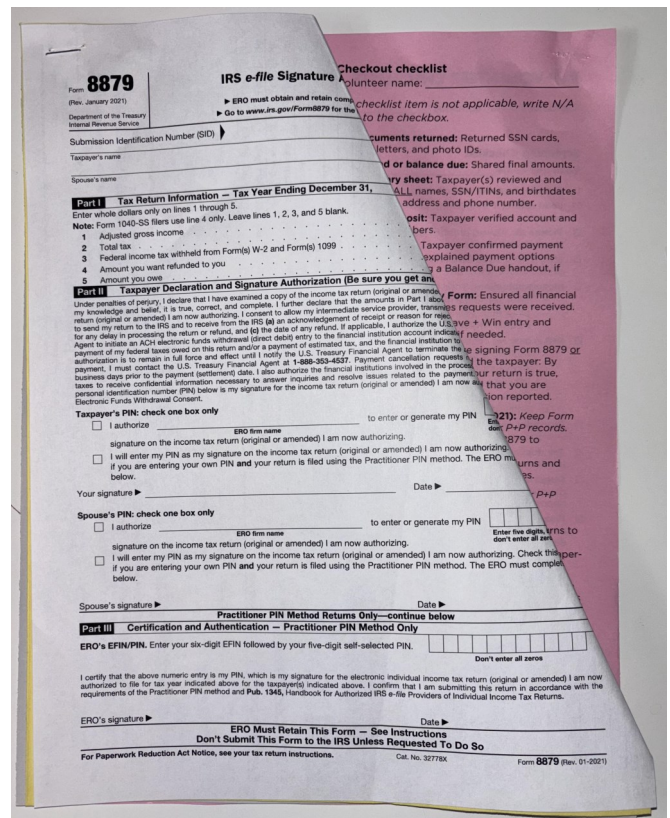 Form 8879
(Rev. January 2021)
Department of the Treasury
Internal Revenue Service
IRS e-file Signature
▶ ERO must obtain and retain
▶ Go to www.irs.gov/Form8879 for the
Submission Identification Number (SID)
Taxpayer's name
Spouse's name
Part I Tax Return Information — Tax Year Ending December 31,
Enter whole dollars only on lines 1 through 5.
Note: Form 1040-SS filers use line 4 only. Leave lines 1, 2, 3, and 5 blank.
1 Adjusted gross income
2 Total tax
3 Federal income tax withheld from Form(s) W-2 and Form(s) 1099
4 Amount you want refunded to you
5 Amount you owe
Part II Taxpayer Declaration and Signature Authorization (Be sure you get and
Under penalties of perjury, I declare that I have examined a copy of the income tax return (original or amended
my knowledge and belief, it is true, correct, and complete. I further declare that the amounts in Part I
return (original or amended) I am now authorizing. I consent to allow my intermediate service provider,
to send my return to the IRS and to receive from the IRS (a) an acknowledgement of receipt or reason for
for any delay in processing the return or refund, and (c) the date of any refund. If applicable, I authorize the U.S.
Agent to initiate an ACH electronic funds withdrawal (direct debit) entry to the financial institution account
payment of my federal taxes owed on this return and/or a payment of estimated tax, and the financial institution to
authorization is to remain in full force and effect until I notify the U.S. Treasury Financial Agent to terminate the
payment, I must contact the U.S. Treasury Financial Agent at 1-888-353-4537. Payment cancellation requests
business days prior to the payment (settlement) date. I also authorize the financial institutions involved in the
taxes to receive confidential information necessary to answer inquiries and resolve issues related to the payment
personal identification number (PIN) below is my signature for the income tax return (original or amended) I am now
Electronic Funds Withdrawal Consent.
Taxpayer's PIN: check one box only
I authorize to enter or generate my PIN
ERO firm name
signature on the income tax return (original or amended) I am now authorizing.
I will enter my PIN as my signature on the income tax return (original or amended) I am now authorizing.
if you are entering your own PIN and your return is filed using the Practitioner PIN method. The ERO
below.
Your signature ▶ Date ▶
Spouse's PIN: check one box only
I authorize to enter or generate my PIN
ERO firm name
Enter five digits,
don't enter all
signature on the income tax return (original or amended) I am now authorizing.
I will enter my PIN as my signature on the income tax return (original or amended) I am now authorizing. Check this
if you are entering your own PIN and your return is filed using the Practitioner PIN method. The ERO must
below.
Spouse's signature ▶ Date ▶
Practitioner PIN Method Returns Only—continue below
Part III Certification and Authentication — Practitioner PIN Method Only
ERO's EFIN/PIN. Enter your six-digit EFIN followed by your five-digit self-selected PIN.
Don't enter all zeros
I certify that the above numeric entry is my PIN, which is my signature for the electronic individual income tax return (original or amended) I am now
authorized to file for tax year indicated above for the taxpayer(s) indicated above. I confirm that I am submitting this return in accordance with the
requirements of the Practitioner PIN method and Pub. 1345, Handbook for Authorized IRS e-file Providers of Individual Income Tax Returns.
ERO's signature ▶ Date ▶
ERO Must Retain This Form — See Instructions
Don't Submit This Form to the IRS Unless Requested To Do So
For Paperwork Reduction Act Notice, see your tax return instructions. Cat. No. 32778X Form 8879 (Rev. 01-2021)
Checkout checklist
olunteer name:
checklist item is not applicable, write N/A
to the checkbox.
cuments returned: Returned SSN cards,
letters, and photo IDs.
d or balance due: Shared final amounts.
ry sheet: Taxpayer(s) reviewed and
ALL names, SSN/ITINs, and birthdates
address and phone number.
osit: Taxpayer verified account and
bers.
Taxpayer confirmed payment
explained payment options
a Balance Due handout, if
Form: Ensured all financial
es requests were received.
ave + Win entry and
f needed.
e signing Form 8879 or
the taxpayer: By
our return is true,
that you are
ion reported.
021): Keep Form
P+P records.
879 to
urns and
es.
P+P
rns to
per-